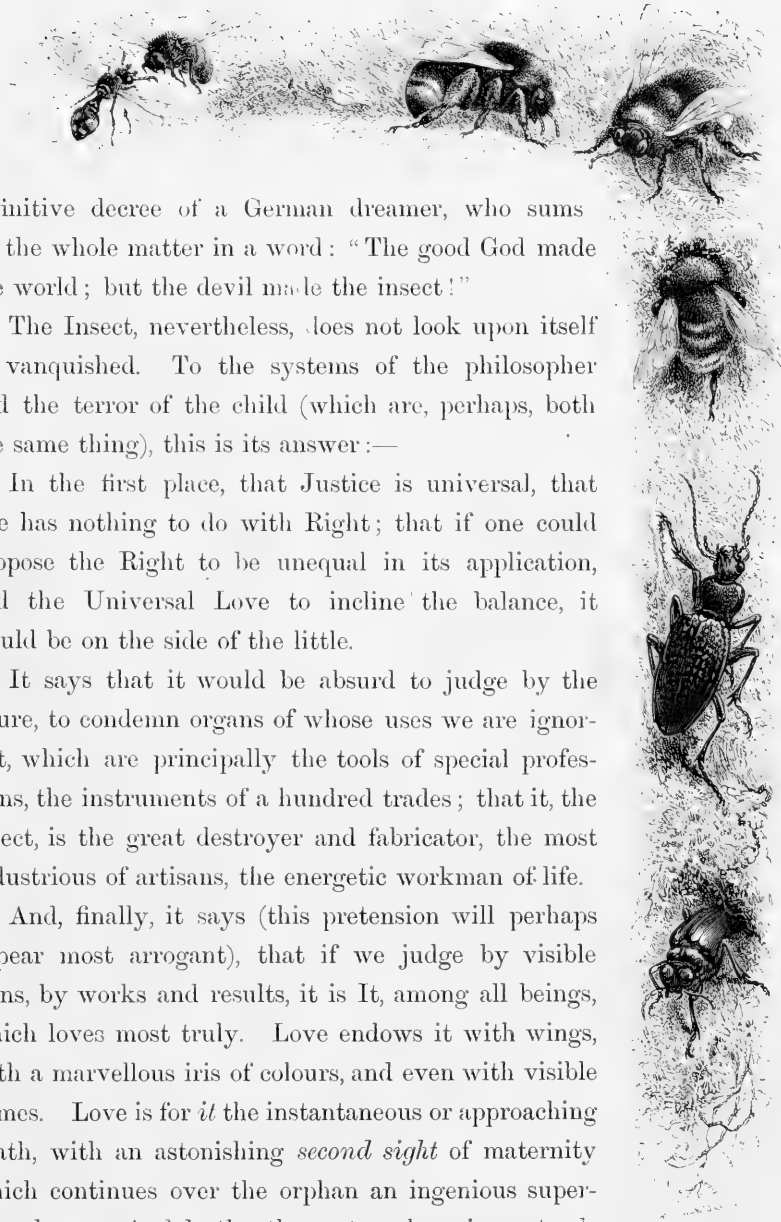 initive decree of a German dreamer, who sums
the whole matter in a word : “The good God made
e world ; but the devil made the insect !”
The Insect, nevertheless, does not look upon itself
vanquished. To the systems of the philosopher
d the terror of the child (which are, perhaps, both
e same thing), this is its answer :—
In the first place, that Justice is universal, that
e has nothing to do with Right ; that if one could
ppose the Right to be unequal in its application,
d the Universal Love to incline the balance, it
uld be on the side of the little.
It says that it would be absurd to judge by the
ure, to condemn organs of whose uses we are ignor-
t, which are principally the tools of special profes-
ns, the instruments of a hundred trades ; that it, the
ect, is the great destroyer and fabricator, the most
dustrious of artisans, the energetic workman of life.
And, finally, it says (this pretension will perhaps
pear most arrogant), that if we judge by visible
ns, by works and results, it is It, among all beings,
hich loves most truly. Love endows it with wings,
th a marvellous iris of colours, and even with visible
mes. Love is for it the instantaneous or approaching
ath, with an astonishing second sight of maternity
hich continues over the orphan an ingenious super-